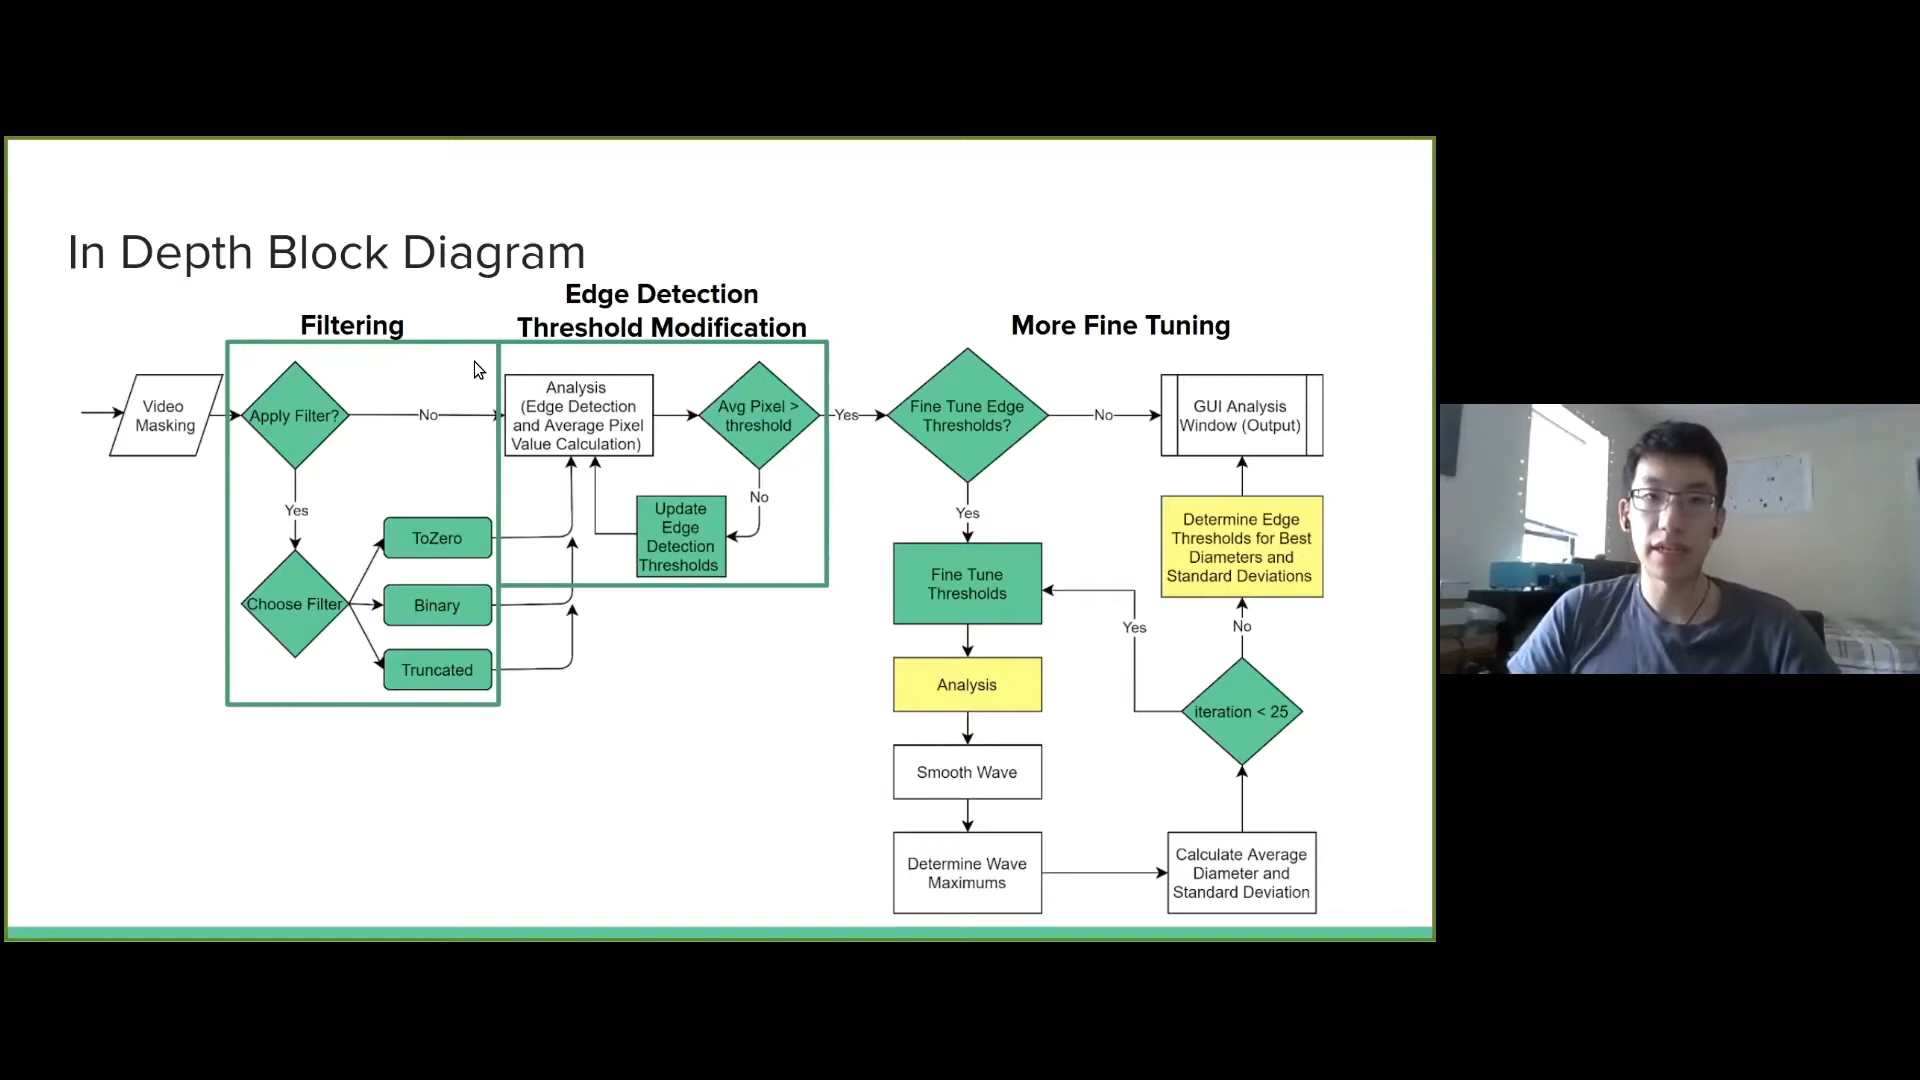 In Depth Block Diagram
Filtering
Edge Detection
Threshold Modification
More Fine Tuning
Video
Masking
Apply Filter?
No
Yes
Choose Filter
ToZero
Binary
Truncated
Analysis
(Edge Detection
and Average Pixel
Value Calculation)
Avg Pixel >
threshold
No
Update
Edge
Detection
Thresholds
Yes
Fine Tune Edge
Thresholds?
No
GUI Analysis
Window (Output)
Yes
Fine Tune
Thresholds
Analysis
Smooth Wave
Determine Wave
Maximums
Calculate Average
Diameter and
Standard Deviation
iteration < 25
Yes
No
Determine Edge
Thresholds for Best
Diameters and
Standard Deviations